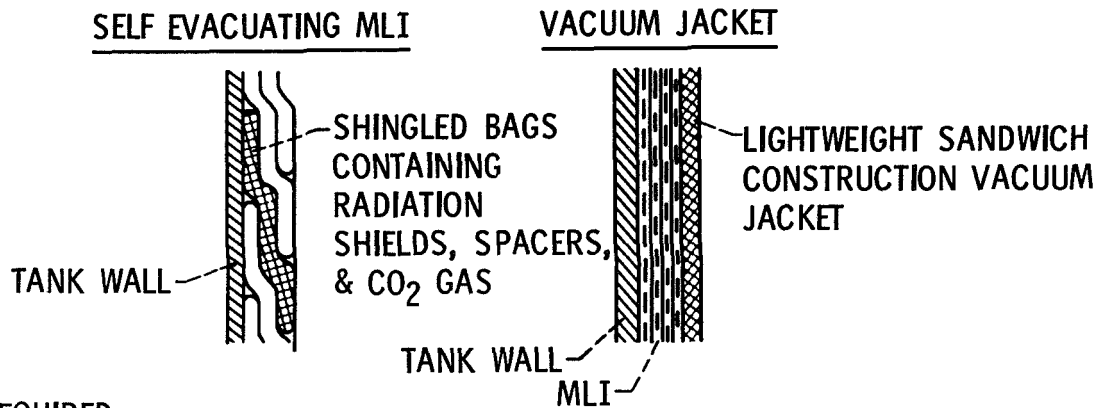 SELF EVACUATING MLI
VACUUM JACKET
SHINGLED BAGS
CONTAINING
RADIATION
SHIELDS, SPACERS,
& CO2 GAS
TANK WALL
LIGHTWEIGHT SANDWICH
CONSTRUCTION VACUUM
JACKET
TANK WALL
MLI